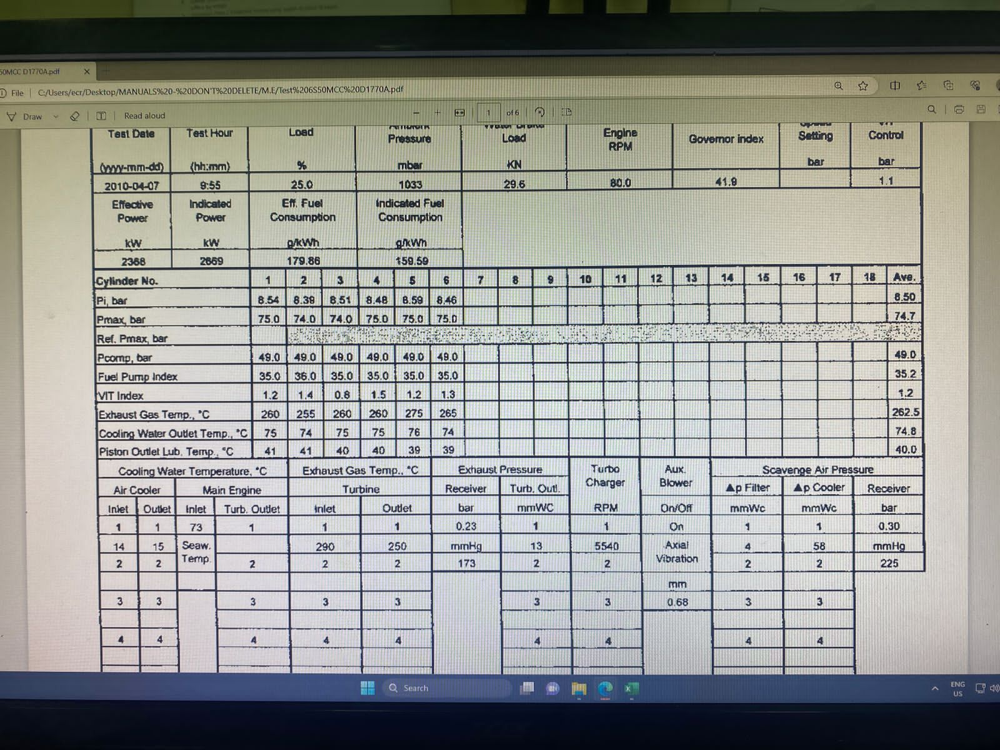 50MCC D1770A.pdf
File C:/Users/ecr/Desktop/MANUALS%20-%20DON'T%20DELETE/M.E/Test%206S50MCC%20D1770A.pdf
Draw Read aloud 1 of 6
Test Date Test Hour Load Pressure Load Engine RPM Governor index Setting Control
(yyyy-mm-dd) (hh:mm) % mbar KN bar bar
2010-04-07 9:55 25.0 1033 29.6 80.0 41.9 1.1
Effective Power Indicated Power Eff. Fuel Consumption Indicated Fuel Consumption
kW kW g/kWh g/kWh
2368 2669 179.86 159.59
Cylinder No. 1 2 3 4 5 6 7 8 9 10 11 12 13 14 15 16 17 18 Ave.
Pi, bar 8.54 8.39 8.51 8.48 8.59 8.46 8.50
Pmax, bar 75.0 74.0 74.0 75.0 75.0 75.0 74.7
Ref. Pmax, bar
Pcomp, bar 49.0 49.0 49.0 49.0 49.0 49.0 49.0
Fuel Pump Index 35.0 36.0 35.0 35.0 35.0 35.0 35.2
VIT Index 1.2 1.4 0.8 1.5 1.2 1.3 1.2
Exhaust Gas Temp., °C 260 255 260 260 275 265 262.5
Cooling Water Outlet Temp., °C 75 74 75 75 76 74 74.8
Piston Outlet Lub. Temp., °C 41 41 40 40 39 39 40.0
Cooling Water Temperature, °C Exhaust Gas Temp., °C Exhaust Pressure Turbo Charger Aux. Blower Scavenge Air Pressure
Air Cooler Main Engine Turbine Receiver Turb. Outl. ▲p Filter ▲p Cooler Receiver
Inlet Outlet Inlet Turb. Outlet Inlet Outlet bar mmWC RPM On/Off mmWc mmWc bar
1 1 73 1 1 1 0.23 1 1 On 1 1 0.30
14 15 Seaw. 290 250 mmHg 13 5540 Axial 4 58 mmHg
2 2 Temp. 2 2 2 173 2 2 Vibration 2 2 225
mm
3 3 3 3 3 3 3 0.68 3 3
4 4 4 4 4 4 4 4 4
Search
ENG
US